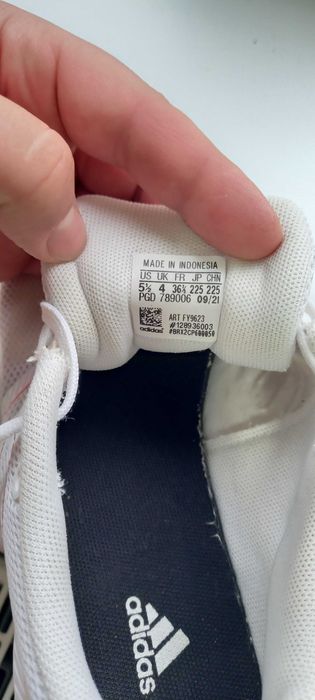 MADE IN INDONESIA
US UK FR JP CHN
5½ 4 36⅔ 225 225
PGD 789006 09/21
ART FY9623
#128936003
#BRX2CP600050
adidas
adidas